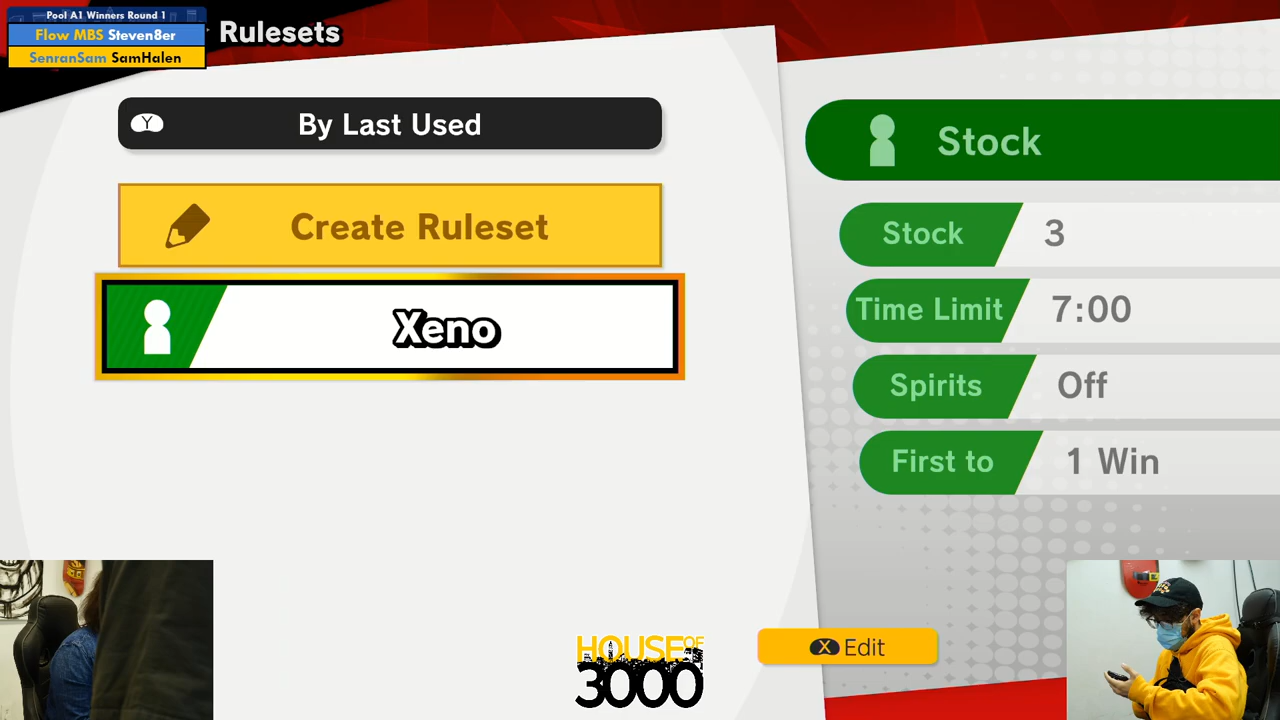 Pool A1 Winners Round 1
Flow MBS Steven8er
SenranSam SamHalen
Rulesets
Y By Last Used
Create Ruleset
Xeno
Stock
Stock 3
Time Limit 7:00
Spirits Off
First to 1 Win
X Edit
HOUSE OF
3000